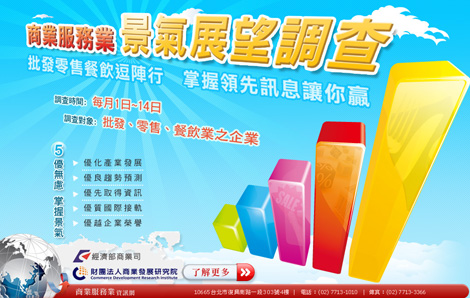 商業服務業 景氣展望調查
批發零售餐飲逗陣行 掌握領先訊息讓你贏
調查時間：每月1日~14日
調查對象：批發、零售、餐飲業之企業
5優無慮 掌握景氣
優化產業發展
優良趨勢預測
優先取得資訊
優質國際接軌
優越企業榮譽
經濟部商業司
財團法人商業發展研究院
Commerce Development Research Institute
了解更多
商業服務業資訊網 10665台北市復興南路一段303號4樓 | 電話：(02) 7713-1010 | 傳真：(02) 7713-3366